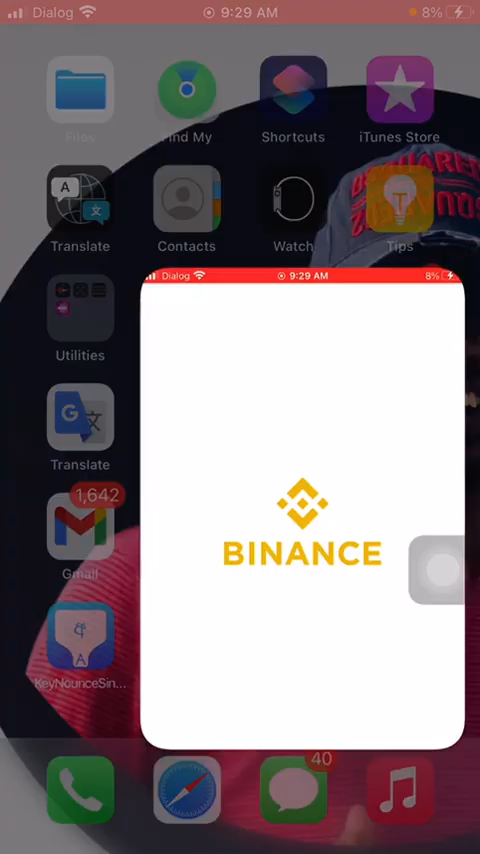 Dialog 9:29 AM 8%
Files Find My Shortcuts iTunes Store
A
Translate Contacts Watch Tips
Dialog 9:29 AM 8%
Utilities
G
Translate
1,642
Gmail
BINANCE
A
KeyNounceSin...
40